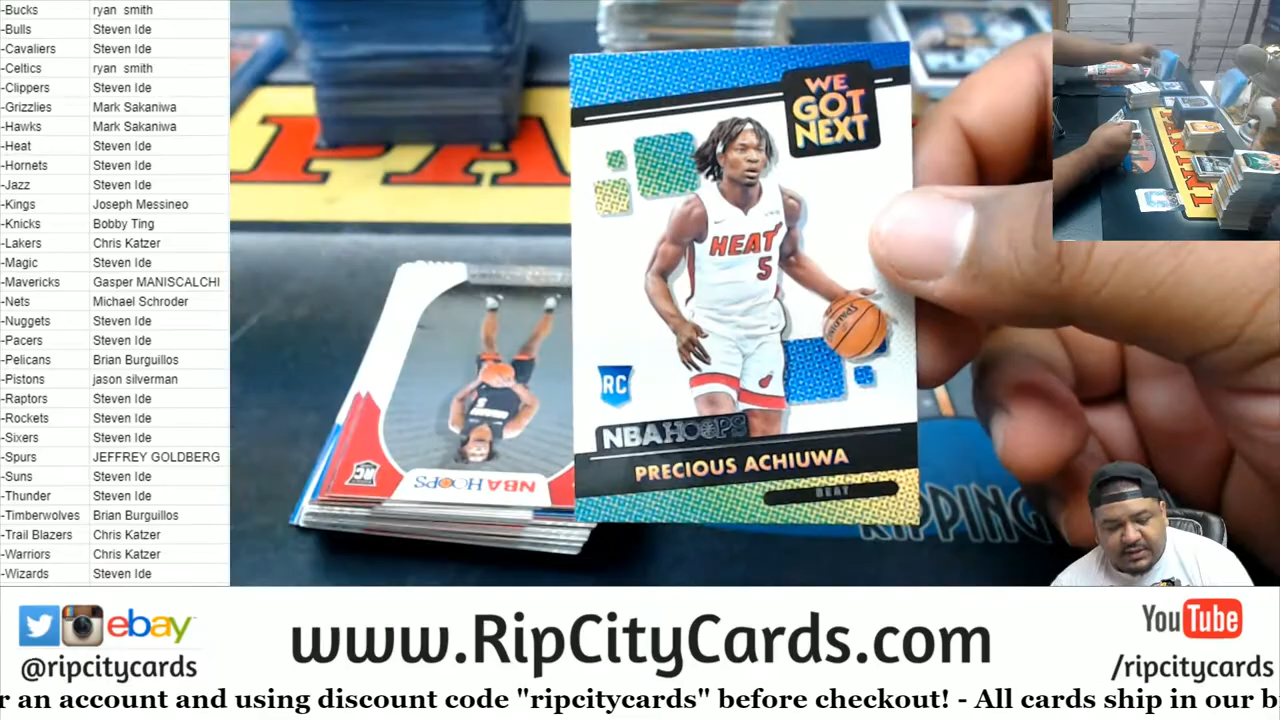 -Bucks ryan smith
-Bulls Steven Ide
-Cavaliers Steven Ide
-Celtics ryan smith
-Clippers Steven Ide
-Grizzlies Mark Sakaniwa
-Hawks Mark Sakaniwa
-Heat Steven Ide
-Hornets Steven Ide
-Jazz Steven Ide
-Kings Joseph Messineo
-Knicks Bobby Ting
-Lakers Chris Katzer
-Magic Steven Ide
-Mavericks Gasper MANISCALCHI
-Nets Michael Schroder
-Nuggets Steven Ide
-Pacers Steven Ide
-Pelicans Brian Burguillos
-Pistons jason silverman
-Raptors Steven Ide
-Rockets Steven Ide
-Sixers Steven Ide
-Spurs JEFFREY GOLDBERG
-Suns Steven Ide
-Thunder Steven Ide
-Timberwolves Brian Burguillos
-Trail Blazers Chris Katzer
-Warriors Chris Katzer
-Wizards Steven Ide
WE
GOT
NEXT
HEAT
5
SPALDING
RC
NBA HOOPS
PRECIOUS ACHIUWA
HEAT
NBA HOOPS
RC
PA
RIPPING
ebay
@ripcitycards
www.RipCityCards.com
YouTube
/ripcitycards
r an account and using discount code "ripcitycards" before checkout! - All cards ship in our b